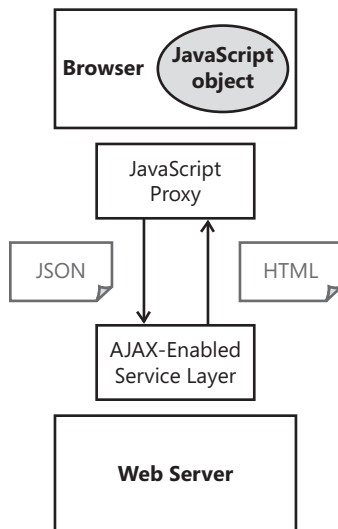 Browser
JavaScript
object
JavaScript
Proxy
JSON
HTML
AJAX-Enabled
Service Layer
Web Server